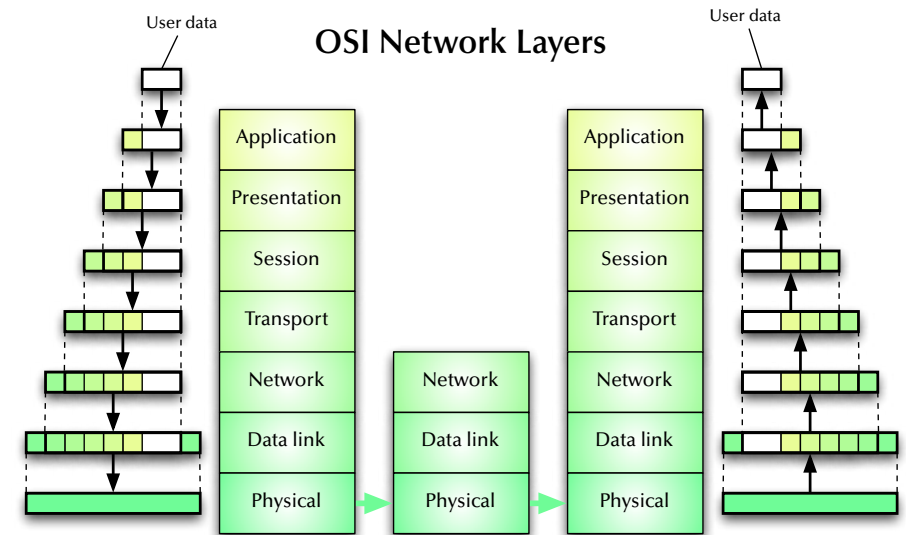 User data
OSI Network Layers
User data
Application
Presentation
Session
Transport
Network
Data link
Physical
Network
Data link
Physical
Application
Presentation
Session
Transport
Network
Data link
Physical